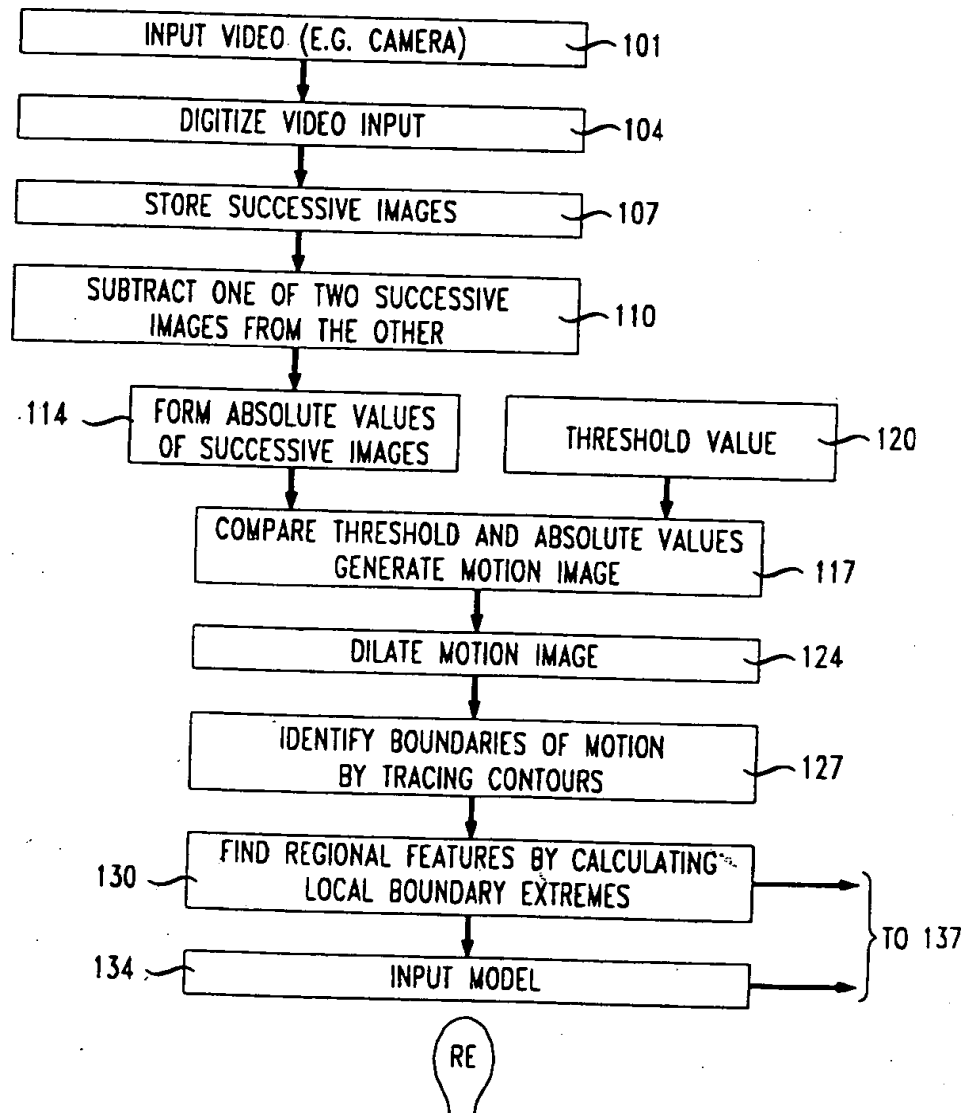 INPUT VIDEO (E.G. CAMERA)
101
DIGITIZE VIDEO INPUT
104
STORE SUCCESSIVE IMAGES
107
SUBTRACT ONE OF TWO SUCCESSIVE
IMAGES FROM THE OTHER
110
114
FORM ABSOLUTE VALUES
OF SUCCESSIVE IMAGES
THRESHOLD VALUE
120
COMPARE THRESHOLD AND ABSOLUTE VALUES
GENERATE MOTION IMAGE
117
DILATE MOTION IMAGE
124
IDENTIFY BOUNDARIES OF MOTION
BY TRACING CONTOURS
127
130
FIND REGIONAL FEATURES BY CALCULATING
LOCAL BOUNDARY EXTREMES
TO 137
134
INPUT MODEL
RE